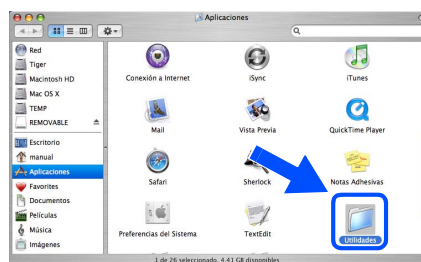 Aplicaciones
Red
Tiger
Macintosh HD
Mac OS X
TEMP
REMOVABLE
Escritorio
manual
Aplicaciones
Favorites
Documentos
Películas
Música
Imágenes
Conexión a Internet
iSync
iTunes
Mail
Vista Previa
QuickTime Player
Safari
Sherlock
Notas Adhesivas
Preferencias del Sistema
TextEdit
Utilidades
1 de 26 seleccionado, 4.41 GB disponibles